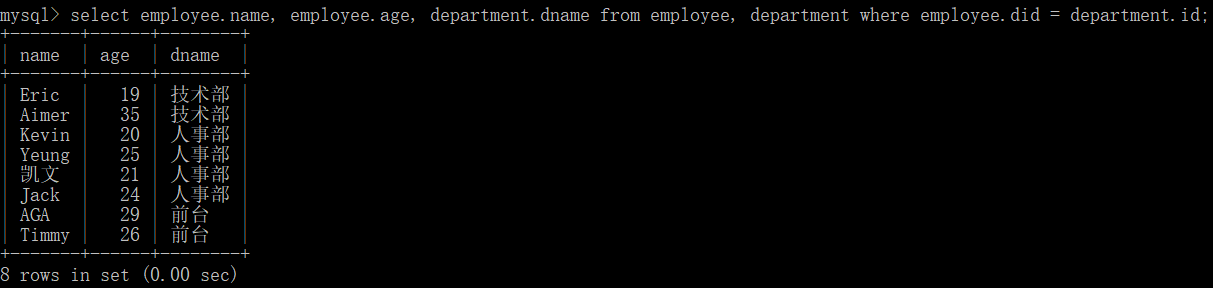 mysql> select employee.name, employee.age, department.dname from employee, department where employee.did = department.id;
+-------+------+--------+
| name  | age  | dname  |
+-------+------+--------+
| Eric  |   19 | 技术部 |
| Aimer |   35 | 技术部 |
| Kevin |   20 | 人事部 |
| Yeung |   25 | 人事部 |
| 凯文  |   21 | 人事部 |
| Jack  |   24 | 人事部 |
| AGA   |   29 | 前台   |
| Timmy |   26 | 前台   |
+-------+------+--------+
8 rows in set (0.00 sec)